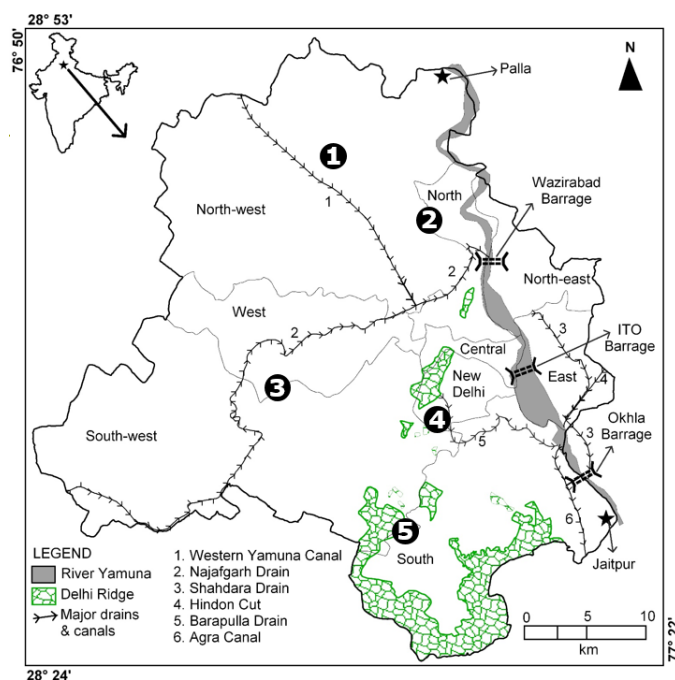 28° 53'
76° 50'
N
Palla
1
North
2
Wazirabad
Barrage
North-west
1
2
North-east
West
3
ITO
Barrage
2
Central
East
4
3
New
Delhi
4
Okhla
Barrage
South-west
5
3
5
6
South
Jaitpur
LEGEND
River Yamuna
Delhi Ridge
Major drains
& canals
1. Western Yamuna Canal
2. Najafgarh Drain
3. Shahdara Drain
4. Hindon Cut
5. Barapulla Drain
6. Agra Canal
0 5 10
km
28° 24'
77° 22'